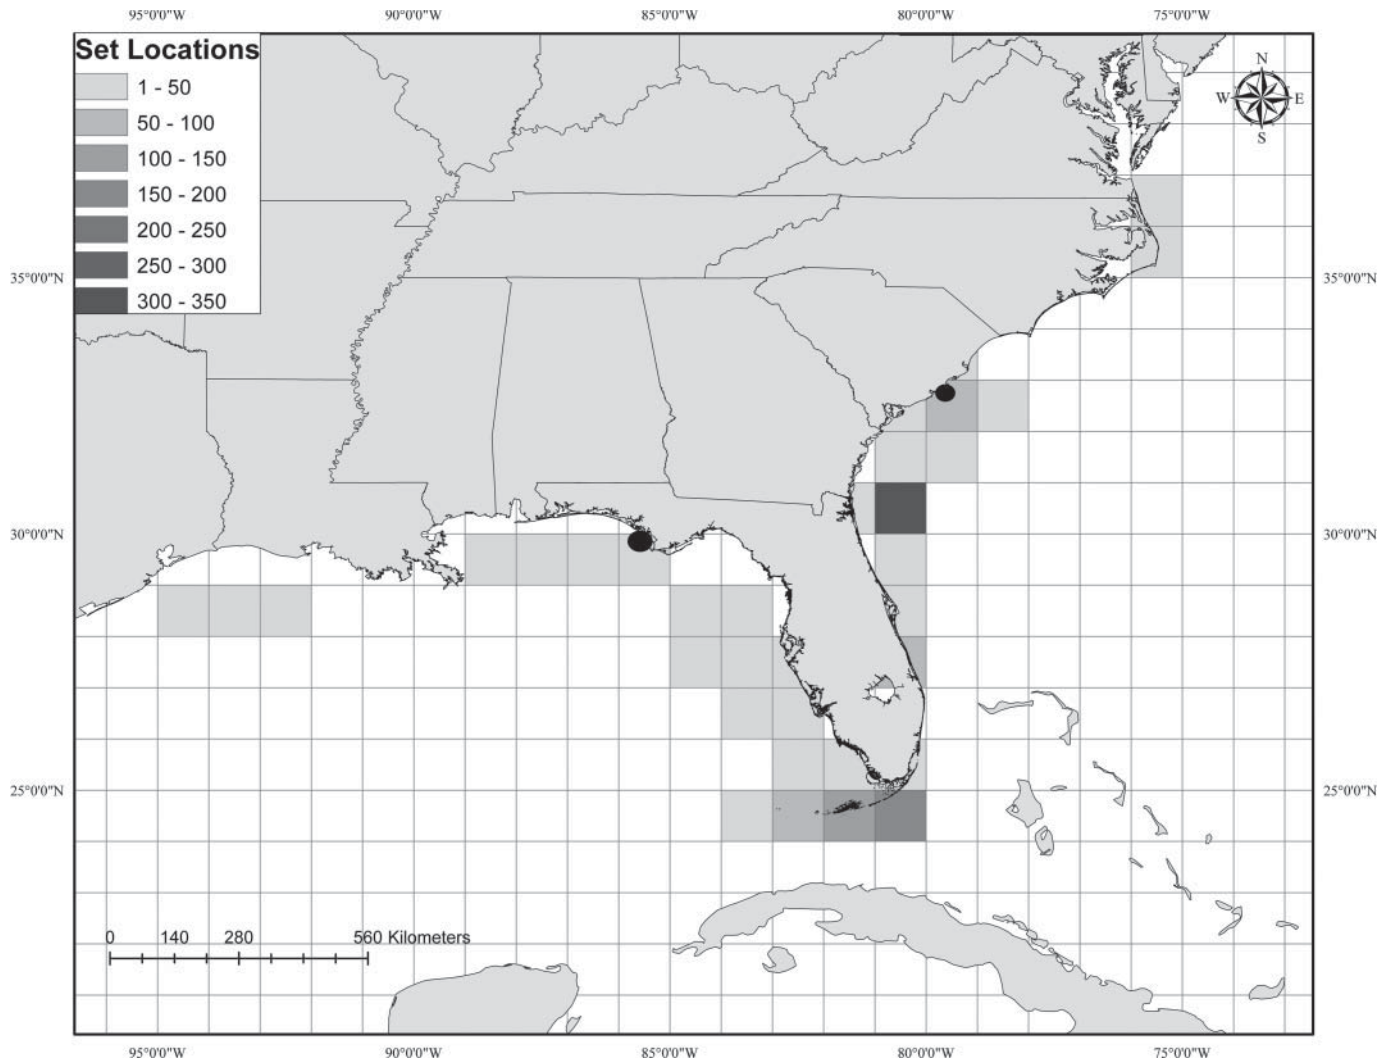 95°0'0"W 90°0'0"W 85°0'0"W 80°0'0"W 75°0'0"W
Set Locations
1 - 50
50 - 100
100 - 150
150 - 200
200 - 250
250 - 300
300 - 350
N
W E
S
35°0'0"N 35°0'0"N
30°0'0"N 30°0'0"N
25°0'0"N 25°0'0"N
0 140 280 560 Kilometers
95°0'0"W 90°0'0"W 85°0'0"W 80°0'0"W 75°0'0"W